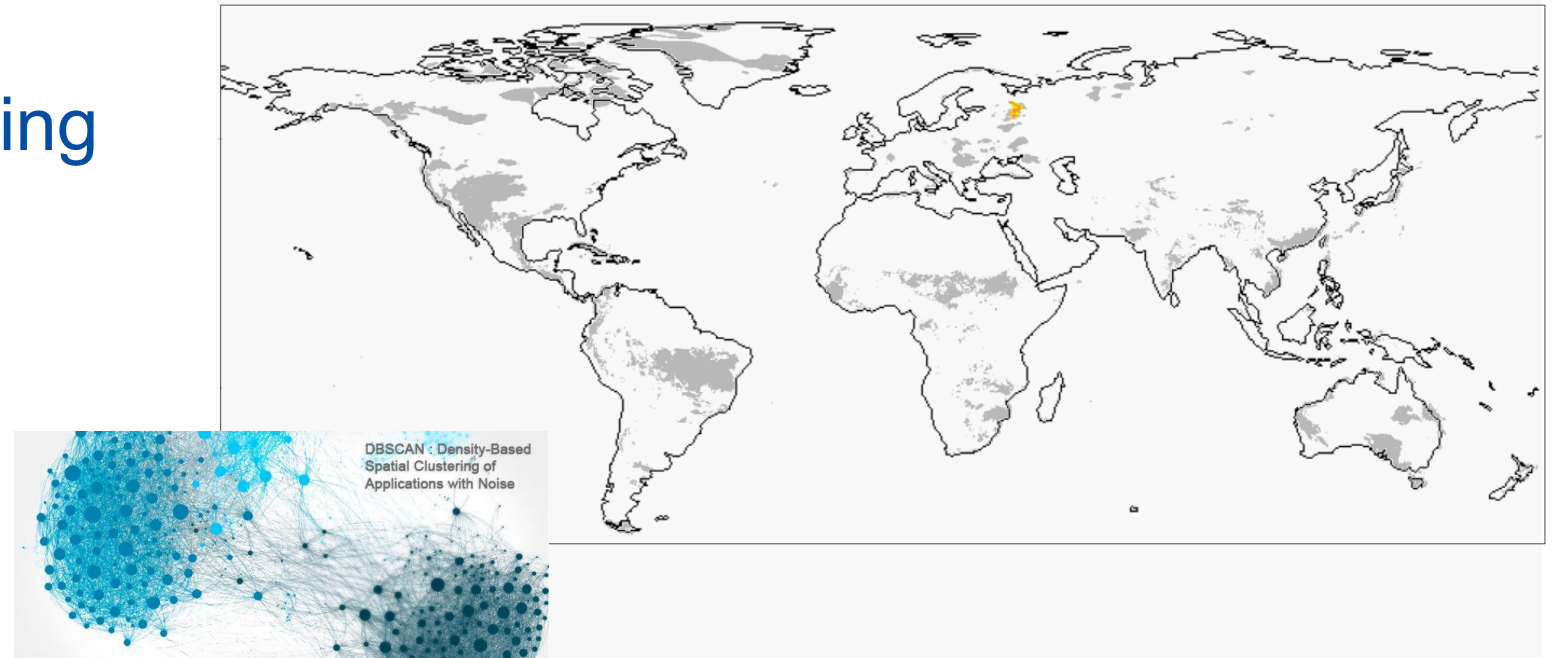 ing
DBSCAN : Density-Based
Spatial Clustering of
Applications with Noise